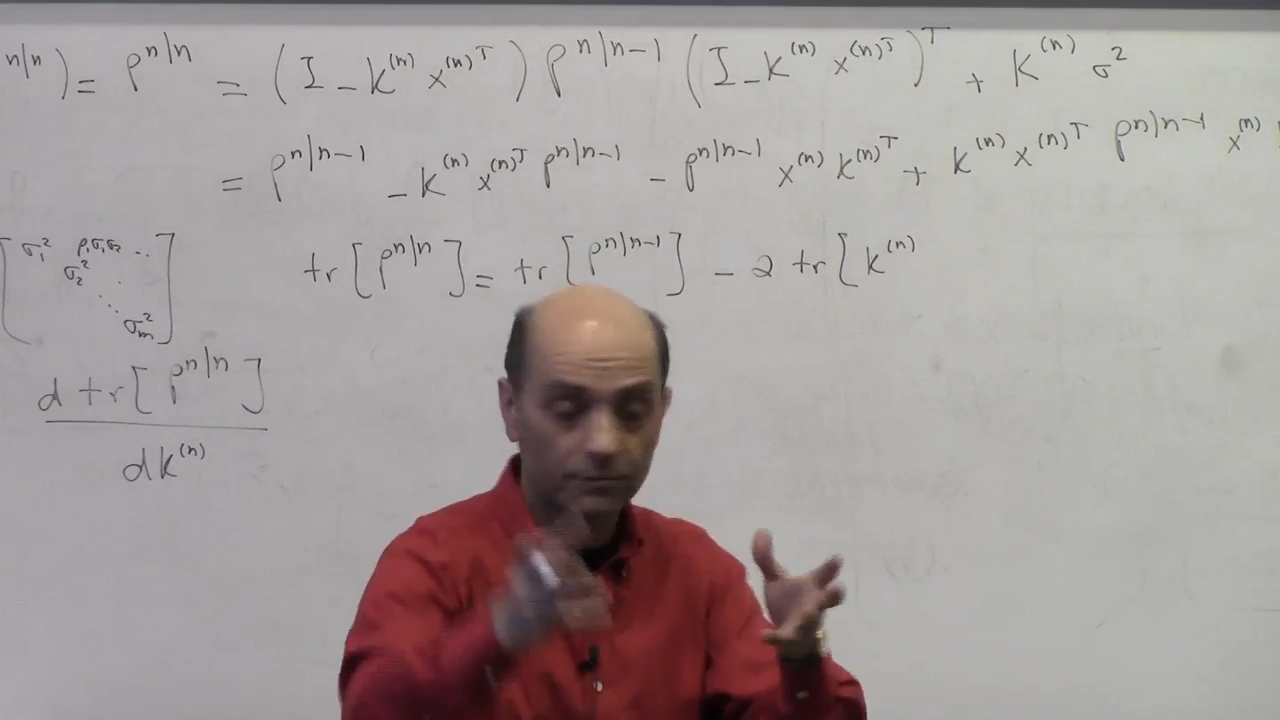 n|n) = P^{n|n} = (I - K^{(n)} x^{(n)T}) P^{n|n-1} (I - K^{(n)} x^{(n)T})^T + K^{(n)} σ^2
= P^{n|n-1} - K^{(n)} x^{(n)T} P^{n|n-1} - P^{n|n-1} x^{(n)} K^{(n)T} + K^{(n)} x^{(n)T} P^{n|n-1} x^{(n)}
[σ_1^2 ρ_1σ_1σ_2 ..
σ_2^2 .
⋱
σ_m^2]
tr[P^{n|n}] = tr[P^{n|n-1}] - 2 tr[K^{(n)}
d tr[P^{n|n}]
dK^{(n)}